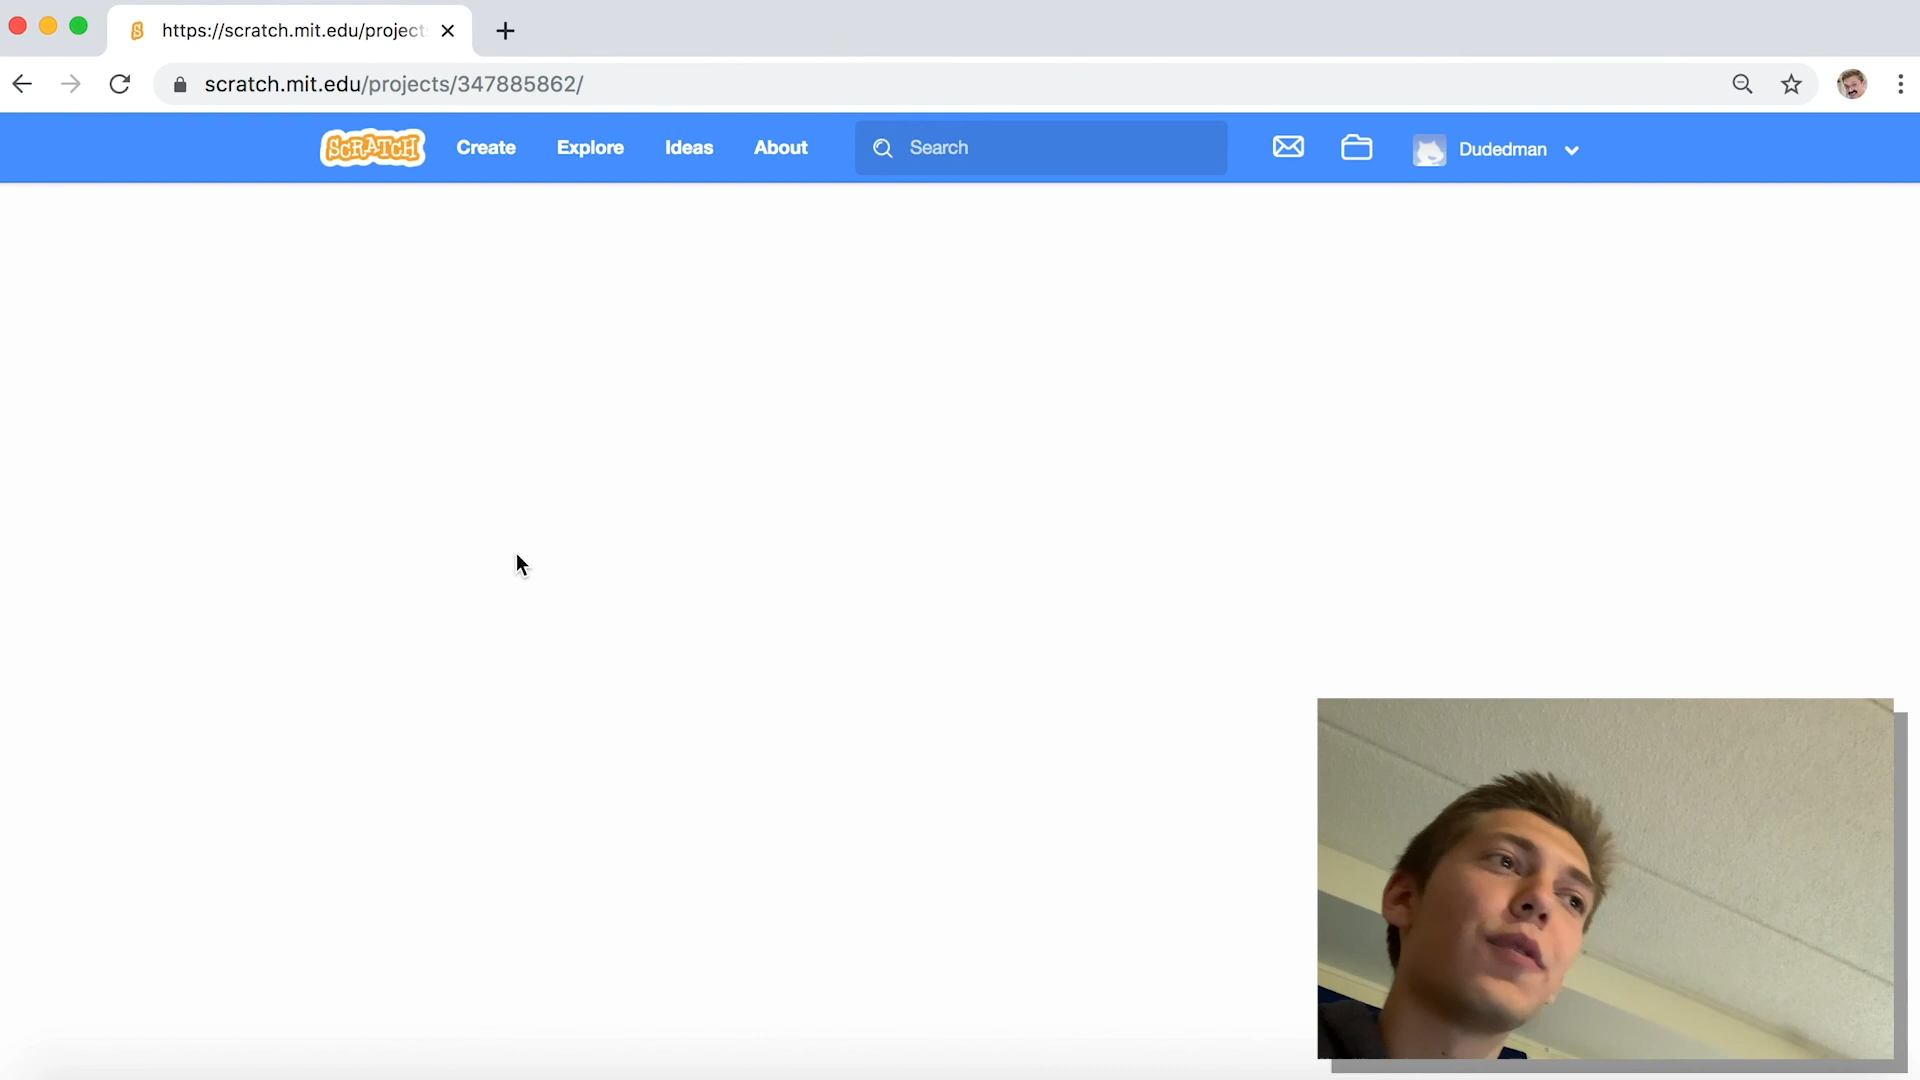 https://scratch.mit.edu/project
scratch.mit.edu/projects/347885862/
SCRATCH
Create
Explore
Ideas
About
Search
Dudedman